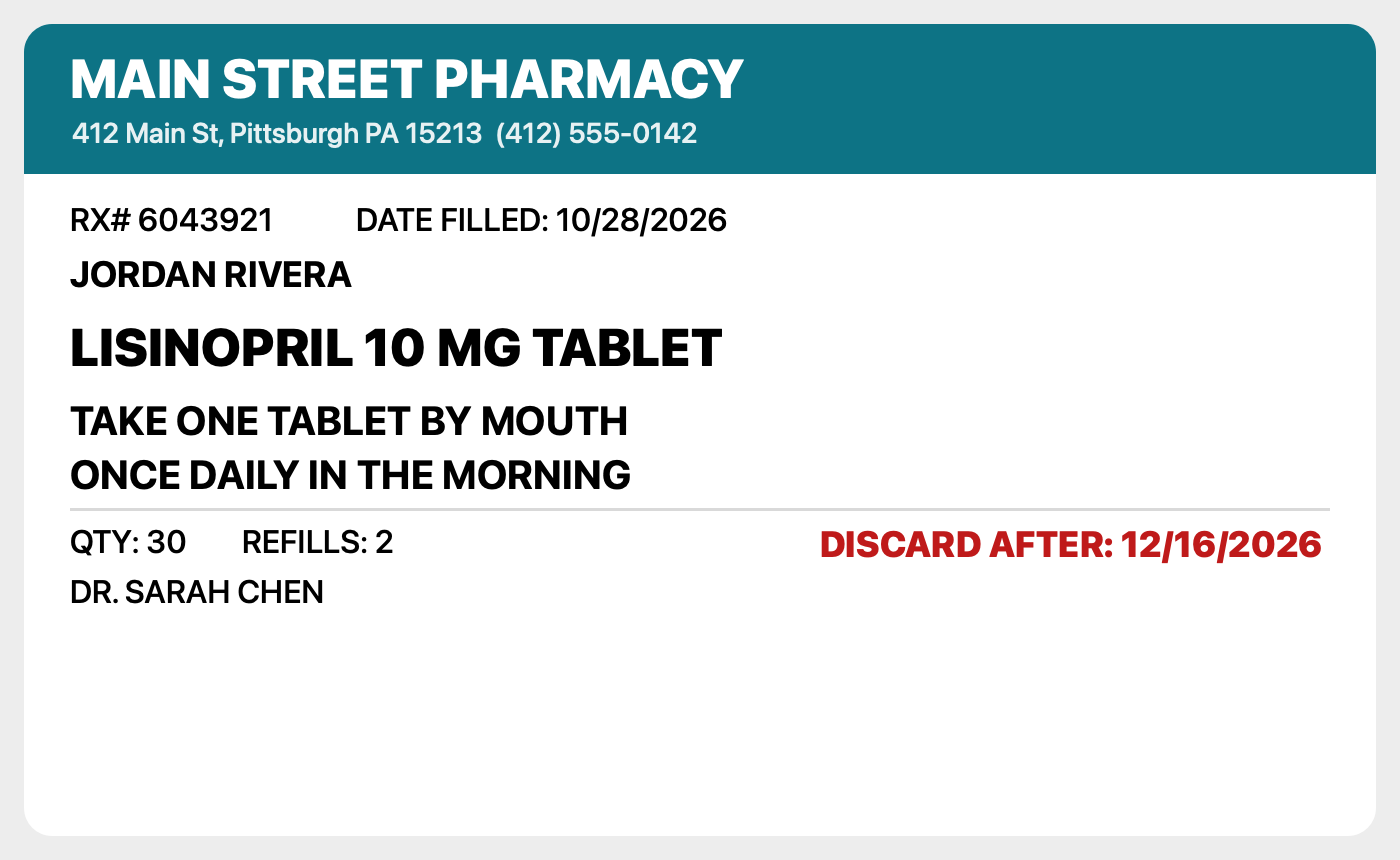 MAIN STREET PHARMACY
412 Main St, Pittsburgh PA 15213 (412) 555-0142
RX# 6043921 DATE FILLED: 10/28/2026
JORDAN RIVERA
LISINOPRIL 10 MG TABLET
TAKE ONE TABLET BY MOUTH
ONCE DAILY IN THE MORNING
QTY: 30 REFILLS: 2 DISCARD AFTER: 12/16/2026
DR. SARAH CHEN